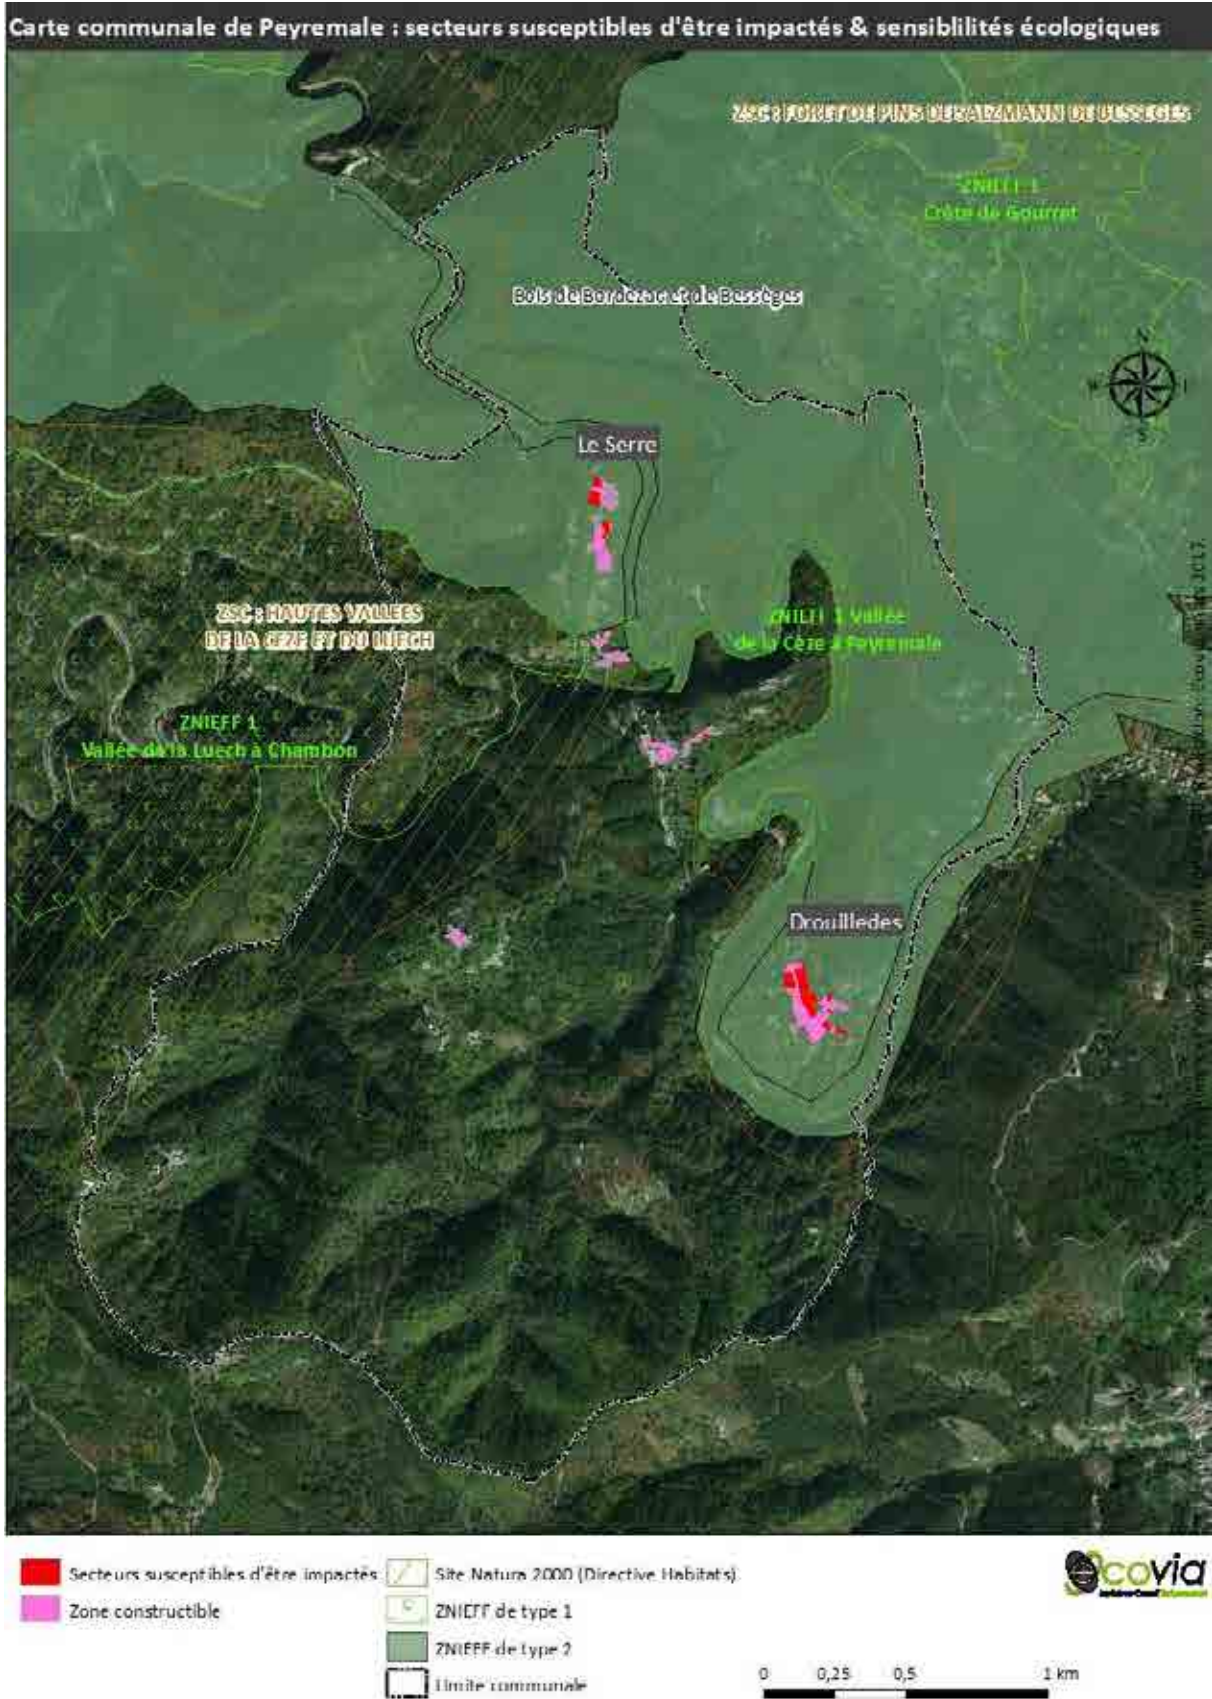 Carte communale de Peyremale : secteurs susceptibles d'être impactés & sensiblilités écologiques
ZSC : FORET DE PINS DE SALZMANN DE BESSEGES
ZNIEFF 1
Crête de Gourret
Bois de Bordezac et de Bessèges
N
S
Le Serre
ZSC : HAUTES VALLEES
DE LA CEZE ET DU LUECH
ZNIEFF 1 Vallée
de la Cèze à Peyremale
ZNIEFF 1
Vallée de la Luech à Chambon
Drouilledes
2017.
Secteurs susceptibles d'être impactés
Zone constructible
Site Natura 2000 (Directive Habitats)
ZNIEFF de type 1
ZNIEFF de type 2
Limite communale
ecovia
0 0,25 0,5 1 km